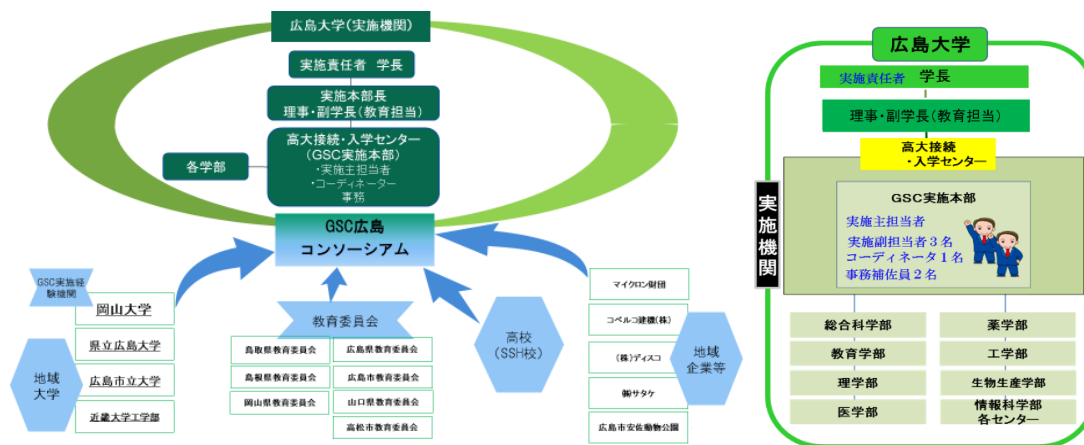 広島大学(実施機関)
実施責任者 学長
実施本部長
理事・副学長(教育担当)
高大接続・入学センター
(GSC実施本部)
・実施主担当者
・コーディネーター
事務
各学部
GSC広島
コンソーシアム
GSC実施経
験機関
岡山大学
県立広島大学
広島市立大学
近畿大学工学部
地域
大学
教育委員会
鳥取県教育委員会
広島県教育委員会
島根県教育委員会
広島市教育委員会
岡山県教育委員会
山口県教育委員会
高松市教育委員会
高校
(SSH校)
マイクロン財団
コベルコ建機(株)
(株)ディスコ
㈱サタケ
広島市安佐動物公園
地域
企業等
広島大学
実施責任者 学長
理事・副学長(教育担当)
高大接続
・入学センター
実施機関
GSC実施本部
実施主担当者
実施副担当者3名
コーディネータ1名
事務補佐員2名
総合科学部
薬学部
教育学部
工学部
理学部
生物生産学部
医学部
情報科学部
各センター